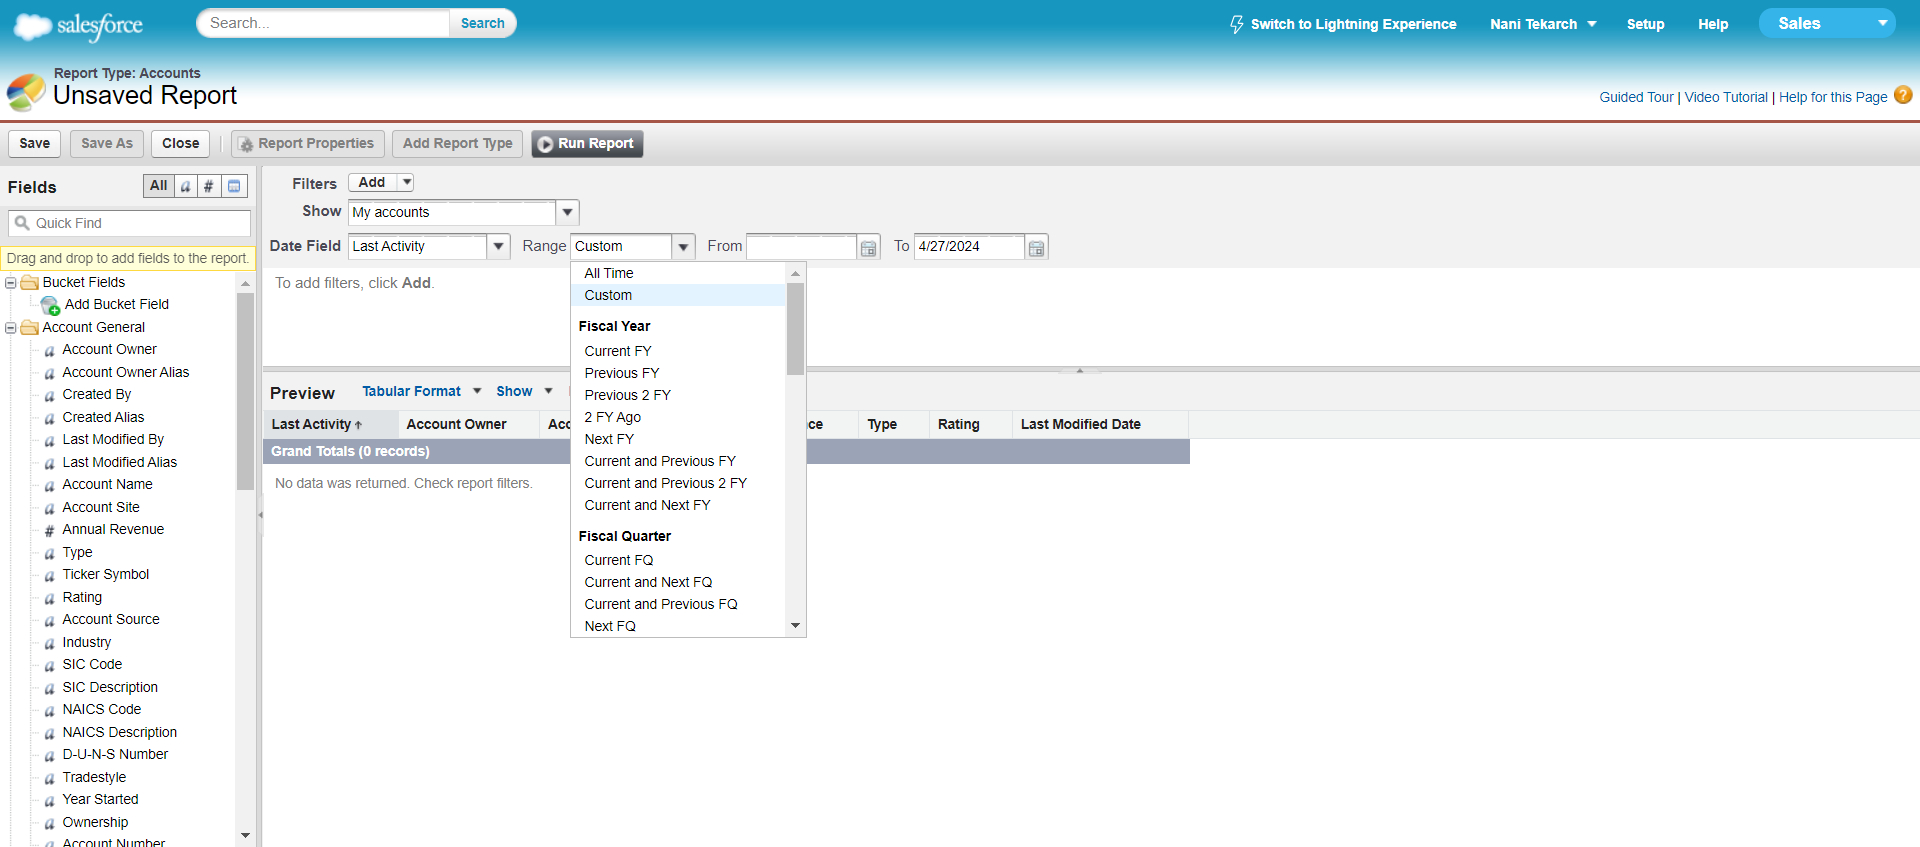 salesforce
Search...
Search
Switch to Lightning Experience
Nani Tekarch
Setup
Help
Sales
Report Type: Accounts
Unsaved Report
Guided Tour | Video Tutorial | Help for this Page ?
Save
Save As
Close
Report Properties
Add Report Type
Run Report
Fields
All
a
#
Quick Find
Drag and drop to add fields to the report.
Bucket Fields
Add Bucket Field
Account General
a Account Owner
a Account Owner Alias
a Created By
a Created Alias
a Last Modified By
a Last Modified Alias
a Account Name
a Account Site
# Annual Revenue
a Type
a Ticker Symbol
a Rating
a Account Source
a Industry
a SIC Code
a SIC Description
a NAICS Code
a NAICS Description
a D-U-N-S Number
a Tradestyle
a Year Started
a Ownership
a Account Number
Filters Add
Show My accounts
Date Field Last Activity Range Custom From To 4/27/2024
To add filters, click Add.
All Time
Custom
Fiscal Year
Current FY
Previous FY
Previous 2 FY
2 FY Ago
Next FY
Current and Previous FY
Current and Previous 2 FY
Current and Next FY
Fiscal Quarter
Current FQ
Current and Next FQ
Current and Previous FQ
Next FQ
Preview Tabular Format Show
Last Activity Account Owner Acc ce Type Rating Last Modified Date
Grand Totals (0 records)
No data was returned. Check report filters.